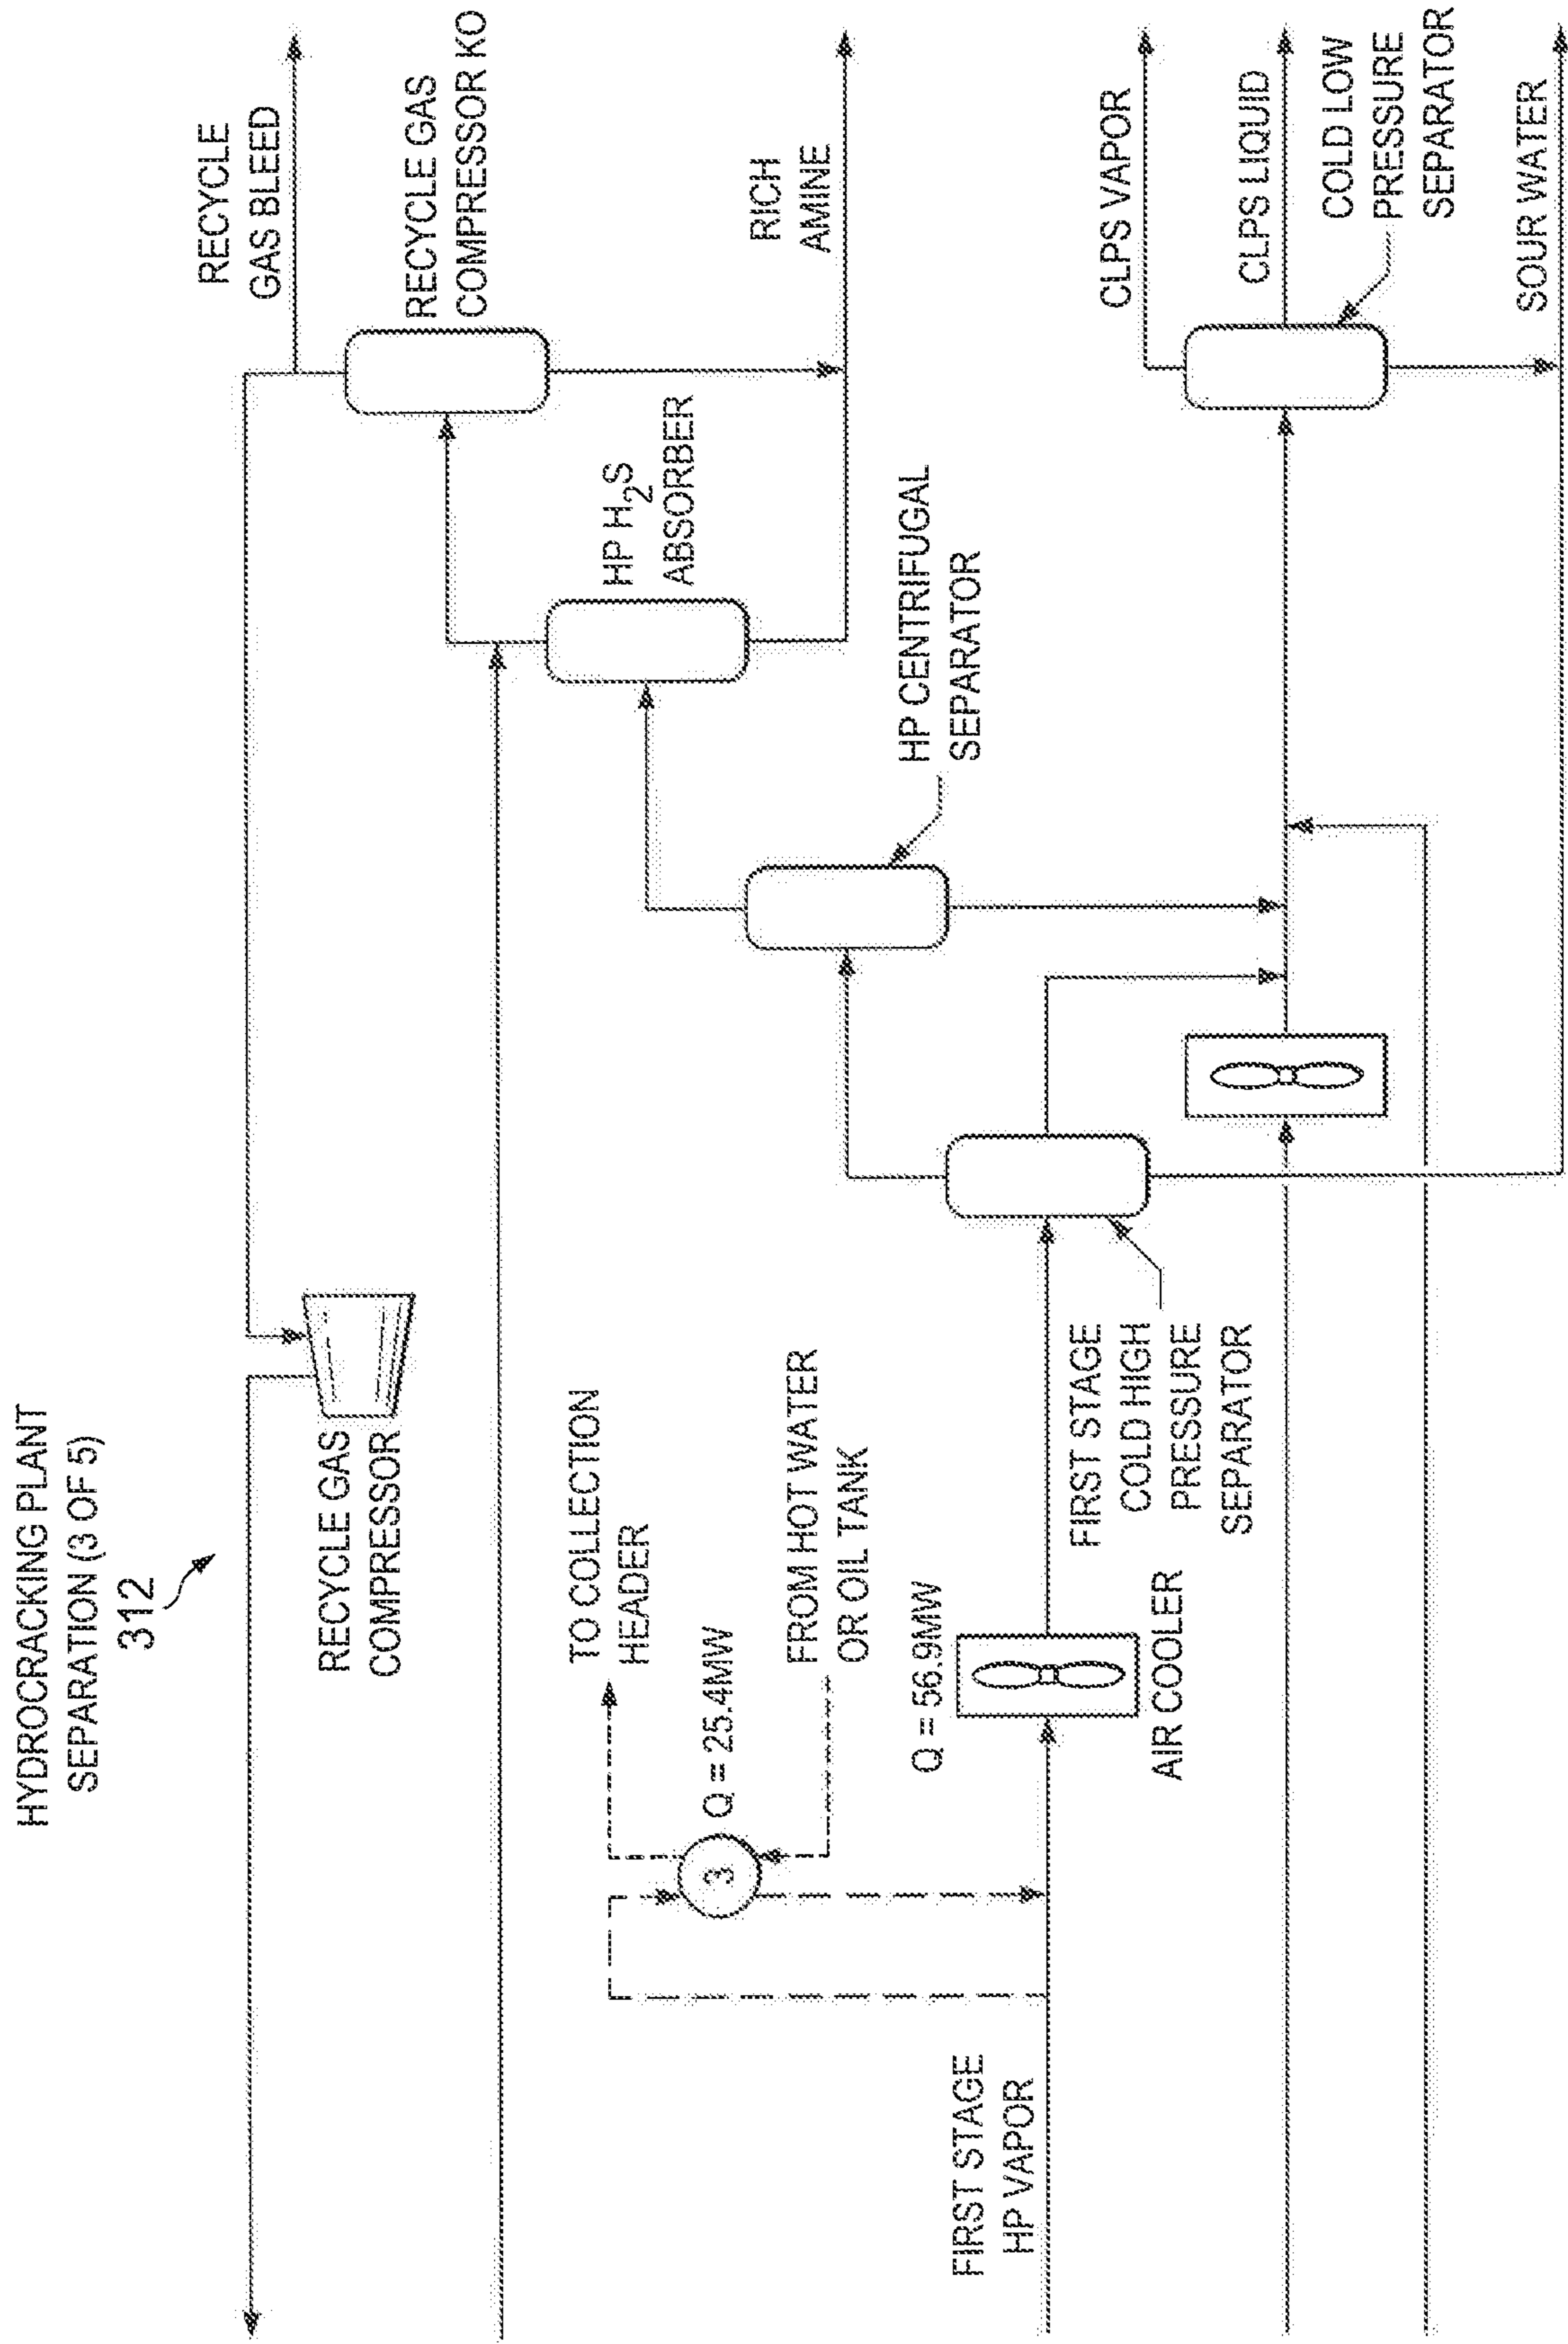 HYDROCRACKING PLANT
SEPARATION (3 OF 5)
312
RECYCLE GAS
COMPRESSOR
RECYCLE
GAS BLEED
RECYCLE GAS
COMPRESSOR KO
TO COLLECTION
HEADER
HP H2S
ABSORBER
3
Q = 25.4MW
FROM HOT WATER
OR OIL TANK
RICH
AMINE
HP CENTRIFUGAL
SEPARATOR
FIRST STAGE
HP VAPOR
Q = 56.9MW
AIR COOLER
FIRST STAGE
COLD HIGH
PRESSURE
SEPARATOR
CLPS VAPOR
CLPS LIQUID
COLD LOW
PRESSURE
SEPARATOR
SOUR WATER